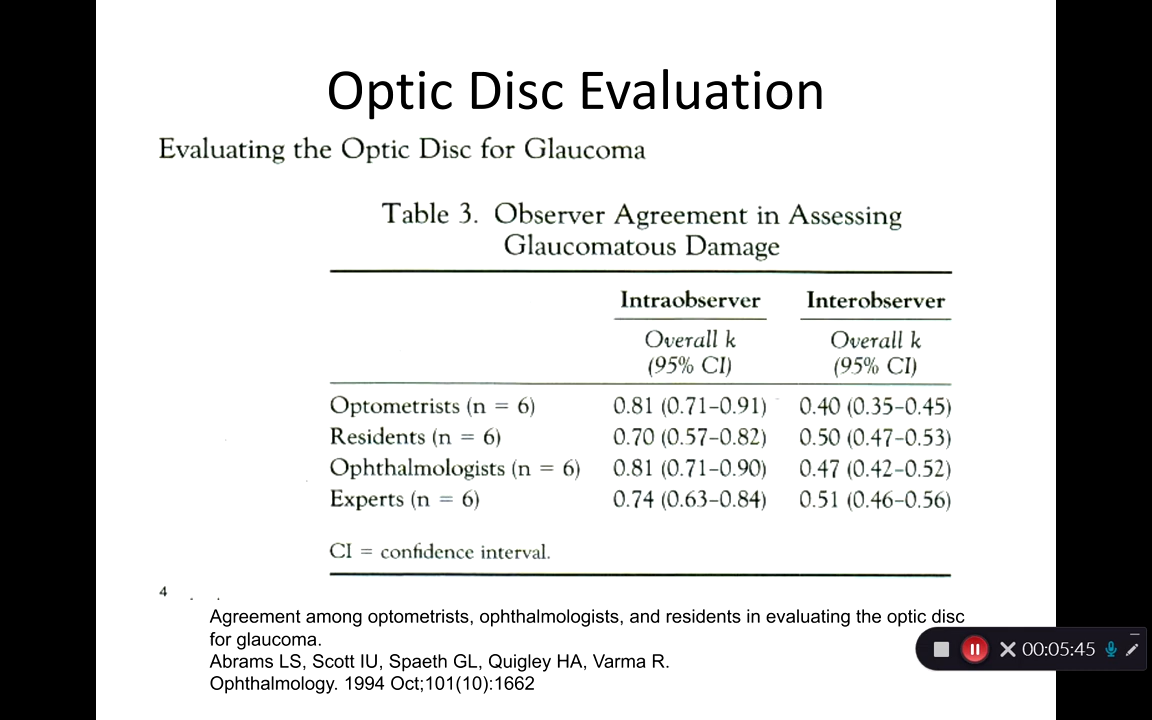 Optic Disc Evaluation
Evaluating the Optic Disc for Glaucoma
Table 3. Observer Agreement in Assessing
Glaucomatous Damage
Intraobserver Interobserver
Overall k Overall k
(95% CI) (95% CI)
Optometrists (n = 6) 0.81 (0.71–0.91) 0.40 (0.35–0.45)
Residents (n = 6) 0.70 (0.57–0.82) 0.50 (0.47–0.53)
Ophthalmologists (n = 6) 0.81 (0.71–0.90) 0.47 (0.42–0.52)
Experts (n = 6) 0.74 (0.63–0.84) 0.51 (0.46–0.56)
CI = confidence interval.
4
Agreement among optometrists, ophthalmologists, and residents in evaluating the optic disc
for glaucoma.
Abrams LS, Scott IU, Spaeth GL, Quigley HA, Varma R.
Ophthalmology. 1994 Oct;101(10):1662
00:05:45